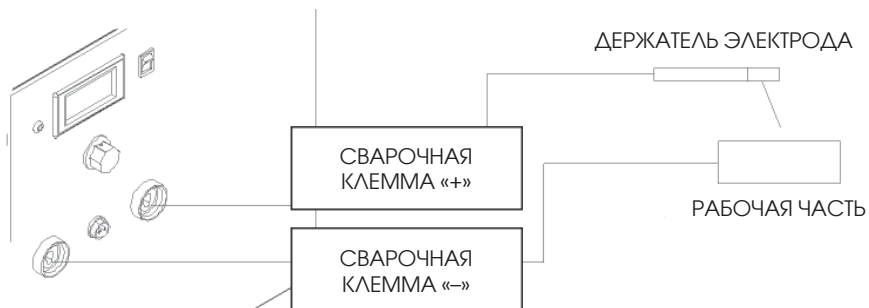 ДЕРЖАТЕЛЬ ЭЛЕКТРОДА
СВАРОЧНАЯ
КЛЕММА «+»
РАБОЧАЯ ЧАСТЬ
СВАРОЧНАЯ
КЛЕММА «–»